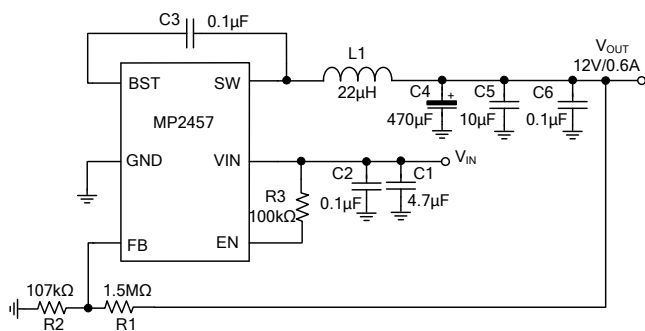 C3
0.1µF
BST
SW
MP2457
GND
VIN
FB
EN
L1
22µH
C4
+
470µF
C5
10µF
C6
0.1µF
VOUT
12V/0.6A
VIN
R3
100kΩ
C2
0.1µF
C1
4.7µF
107kΩ
R2
1.5MΩ
R1